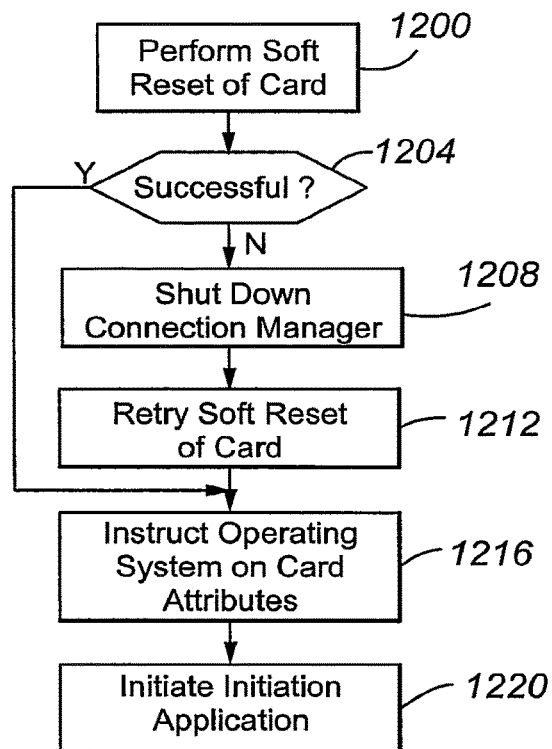 1200
Perform Soft
Reset of Card
1204
Successful ?
Y
N
1208
Shut Down
Connection Manager
Retry Soft Reset
of Card
1212
Instruct Operating
System on Card
Attributes
1216
Initiate Initiation
Application
1220